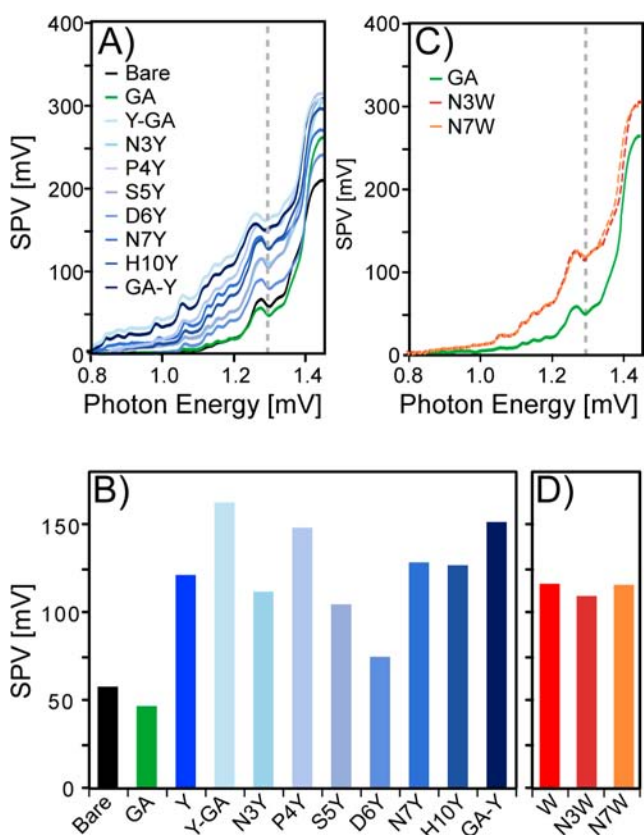 A)
SPV [mV]
400
300
200
100
0
Bare
GA
Y-GA
N3Y
P4Y
S5Y
D6Y
N7Y
H10Y
GA-Y
0.8 1.0 1.2 1.4
Photon Energy [mV]
C)
SPV [mV]
400
300
200
100
0
GA
N3W
N7W
0.8 1.0 1.2 1.4
Photon Energy [mV]
B)
SPV [mV]
150
100
50
0
Bare GA Y Y-GA N3Y P4Y S5Y D6Y N7Y H10Y GA-Y
D)
W N3W N7W